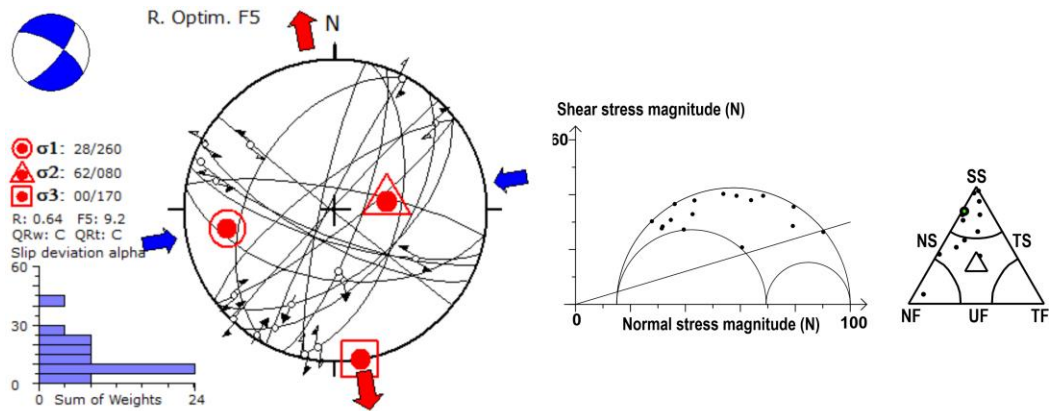 R. Optim. F5
N
σ1: 28/260
σ2: 62/080
σ3: 00/170
R: 0.64 F5: 9.2
QRw: C QRt: C
Slip deviation alpha
60
30
0
0 Sum of Weights 24
Shear stress magnitude (N)
60
0 Normal stress magnitude (N) 100
SS
NS TS
NF UF TF